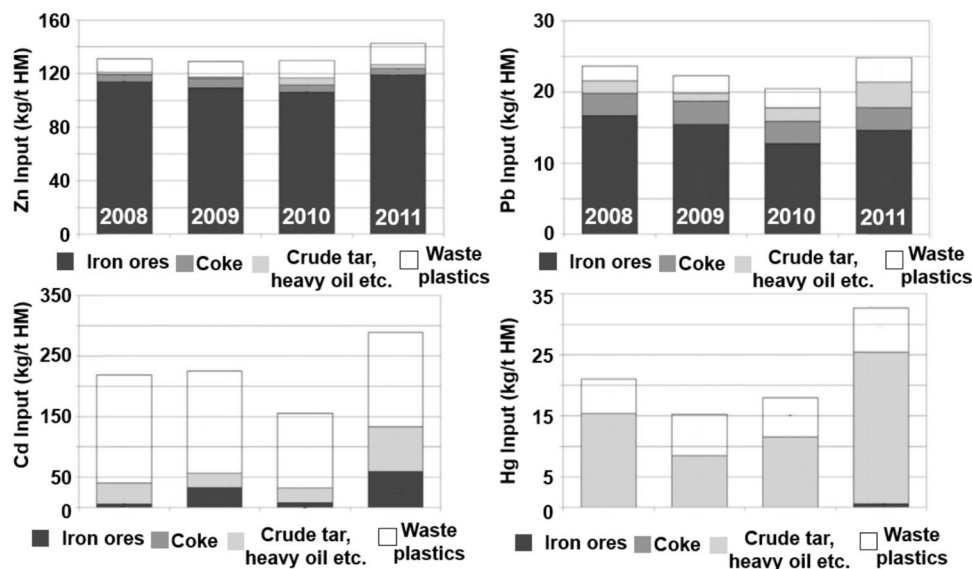 Zn Input (kg/t HM)
160
120
80
40
0
2008 2009 2010 2011
Iron ores Coke Crude tar, heavy oil etc. Waste plastics
Pb Input (kg/t HM)
30
20
10
0
2008 2009 2010 2011
Iron ores Coke Crude tar, heavy oil etc. Waste plastics
Cd Input (kg/t HM)
350
250
150
50
0
Iron ores Coke Crude tar, heavy oil etc. Waste plastics
Hg Input (kg/t HM)
35
25
15
5
0
Iron ores Coke Crude tar, heavy oil etc. Waste plastics